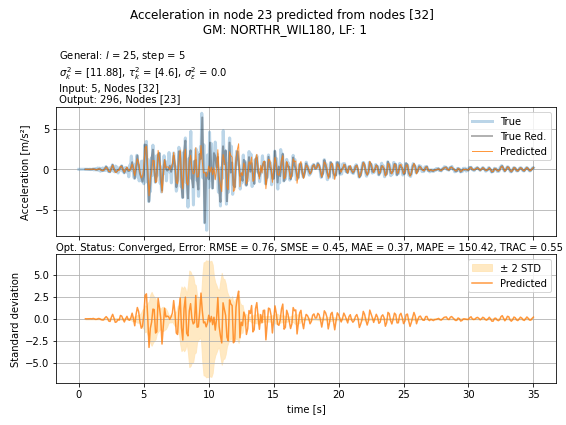 Acceleration in node 23 predicted from nodes [32]
GM: NORTHR_WIL180, LF: 1
General: l = 25, step = 5
σ²ₖ = [11.88], τ²ₖ = [4.6], σ²ε = 0.0
Input: 5, Nodes [32]
Output: 296, Nodes [23]
Acceleration [m/s²]
5
0
−5
True
True Red.
Predicted
Opt. Status: Converged, Error: RMSE = 0.76, SMSE = 0.45, MAE = 0.37, MAPE = 150.42, TRAC = 0.55
Standard deviation
5.0
2.5
0.0
−2.5
−5.0
± 2 STD
Predicted
0 5 10 15 20 25 30 35
time [s]